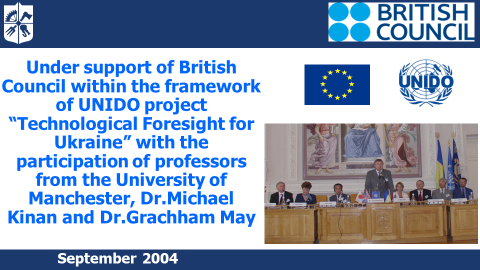 BRITISH
COUNCIL
Under support of British
Council within the framework
of UNIDO project
“Technological Foresight for
Ukraine” with the
participation of professors
from the University of
Manchester, Dr.Michael
Kinan and Dr.Grachham May
UNIDO
September 2004